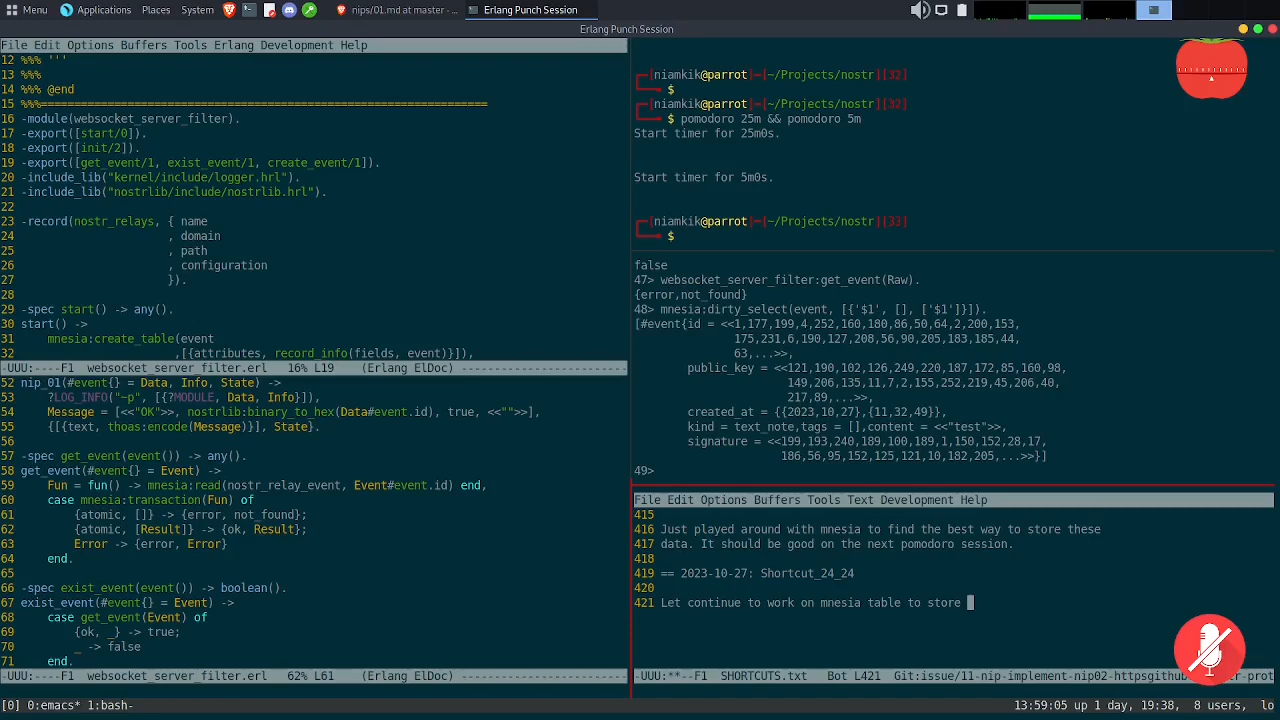 Menu Applications Places System nips/01.md at master - ... Erlang Punch Session
Erlang Punch Session
File Edit Options Buffers Tools Erlang Development Help
12 %%% '''
13 %%%
14 %%% @end
15 %%%===================================================================
16 -module(websocket_server_filter).
17 -export([start/0]).
18 -export([init/2]).
19 -export([get_event/1, exist_event/1, create_event/1]).
20 -include_lib("kernel/include/logger.hrl").
21 -include_lib("nostrlib/include/nostrlib.hrl").
22
23 -record(nostr_relays, { name
24 , domain
25 , path
26 , configuration
27 }).
28
29 -spec start() -> any().
30 start() ->
31 mnesia:create_table(event
32 ,[{attributes, record_info(fields, event)}]),
-UUU:----F1 websocket_server_filter.erl 16% L19 (Erlang ElDoc) -------------------------
52 nip_01(#event{} = Data, Info, State) ->
53 ?LOG_INFO("~p", [{?MODULE, Data, Info}]),
54 Message = [<<"OK">>, nostrlib:binary_to_hex(Data#event.id), true, <<"">>],
55 {[{text, thoas:encode(Message)}], State}.
56
57 -spec get_event(event()) -> any().
58 get_event(#event{} = Event) ->
59 Fun = fun() -> mnesia:read(nostr_relay_event, Event#event.id) end,
60 case mnesia:transaction(Fun) of
61 {atomic, []} -> {error, not_found};
62 {atomic, [Result]} -> {ok, Result};
63 Error -> {error, Error}
64 end.
65
66 -spec exist_event(event()) -> boolean().
67 exist_event(#event{} = Event) ->
68 case get_event(Event) of
69 {ok, _} -> true;
70 _ -> false
71 end.
-UUU:----F1 websocket_server_filter.erl 62% L61 (Erlang ElDoc) -------------------------
[niamkik@parrot]—[~/Projects/nostr][32]
$
[niamkik@parrot]—[~/Projects/nostr][32]
$ pomodoro 25m && pomodoro 5m
Start timer for 25m0s.
Start timer for 5m0s.
[niamkik@parrot]—[~/Projects/nostr][33]
$
false
47> websocket_server_filter:get_event(Raw).
{error,not_found}
48> mnesia:dirty_select(event, [{'$1', [], ['$1']}]).
[#event{id = <<1,177,199,4,252,160,180,86,50,64,2,200,153,
175,231,6,190,127,208,56,90,205,183,185,44,
63,...>>,
public_key = <<121,190,102,126,249,220,187,172,85,160,98,
149,206,135,11,7,2,155,252,219,45,206,40,
217,89,...>>,
created_at = {{2023,10,27},{11,32,49}},
kind = text_note,tags = [],content = <<"test">>,
signature = <<199,193,240,189,100,189,1,150,152,28,17,
186,56,95,152,125,121,10,182,205,...>>}]
49>
File Edit Options Buffers Tools Text Development Help
415
416 Just played around with mnesia to find the best way to store these
417 data. It should be good on the next pomodoro session.
418
419 == 2023-10-27: Shortcut_24_24
420
421 Let continue to work on mnesia table to store
-UUU:**--F1 SHORTCUTS.txt Bot L421 Git:issue/11-nip-implement-nip02-httpsgithub
[0] 0:emacs* 1:bash- 13:59:05 up 1 day, 19:38, 8 users, lo